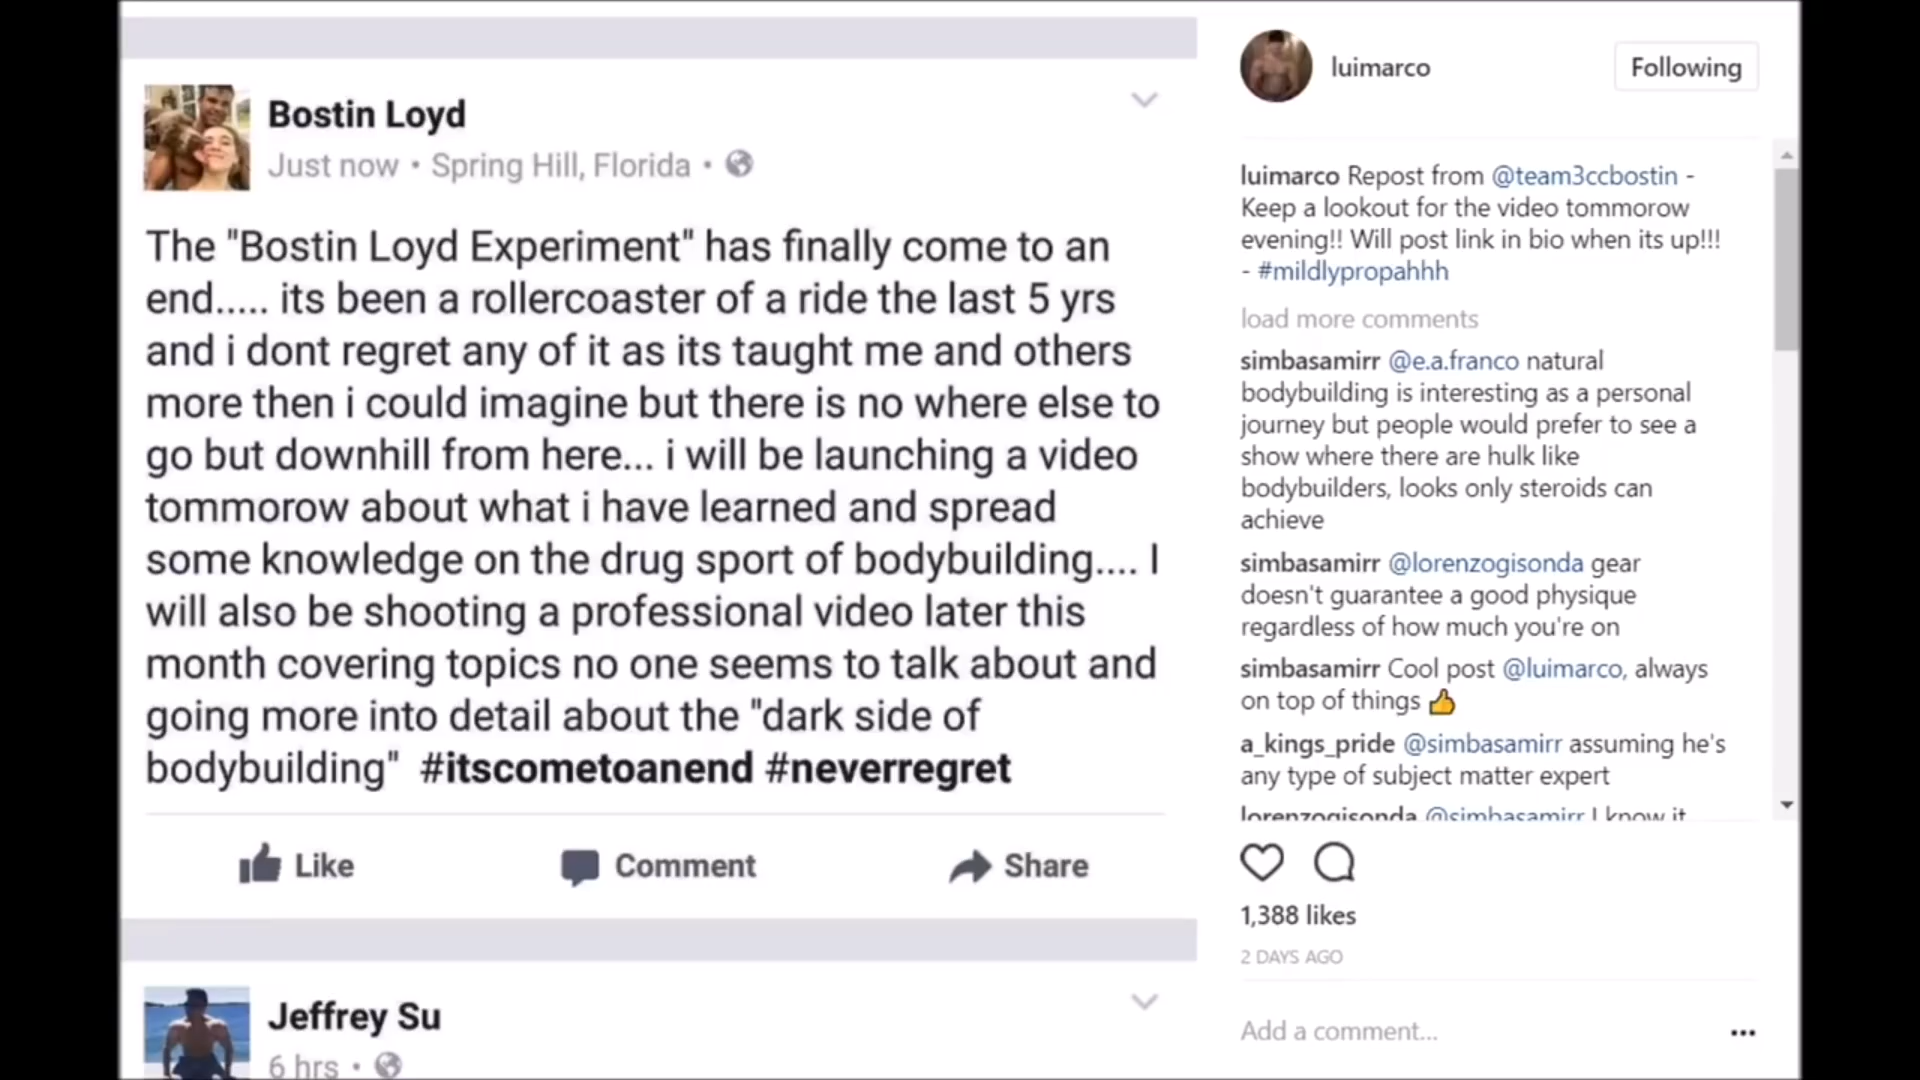 Bostin Loyd
Just now • Spring Hill, Florida •
The "Bostin Loyd Experiment" has finally come to an
end..... its been a rollercoaster of a ride the last 5 yrs
and i dont regret any of it as its taught me and others
more then i could imagine but there is no where else to
go but downhill from here... i will be launching a video
tommorow about what i have learned and spread
some knowledge on the drug sport of bodybuilding.... I
will also be shooting a professional video later this
month covering topics no one seems to talk about and
going more into detail about the "dark side of
bodybuilding" #itscometoanend #neverregret
Like Comment Share
Jeffrey Su
6 hrs •
luimarco Following
luimarco Repost from @team3ccbostin -
Keep a lookout for the video tommorow
evening!! Will post link in bio when its up!!!
- #mildlypropahhh
load more comments
simbasamirr @e.a.franco natural
bodybuilding is interesting as a personal
journey but people would prefer to see a
show where there are hulk like
bodybuilders, looks only steroids can
achieve
simbasamirr @lorenzogisonda gear
doesn't guarantee a good physique
regardless of how much you're on
simbasamirr Cool post @luimarco, always
on top of things 👍
a_kings_pride @simbasamirr assuming he's
any type of subject matter expert
lorenzogisonda @simbasamirr I know it
1,388 likes
2 DAYS AGO
Add a comment...